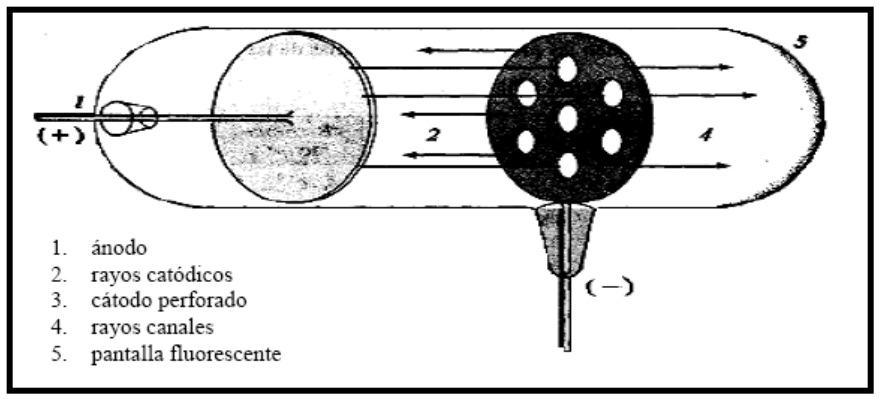 5
1
(+)
2
4
(−)
1. ánodo
2. rayos catódicos
3. cátodo perforado
4. rayos canales
5. pantalla fluorescente